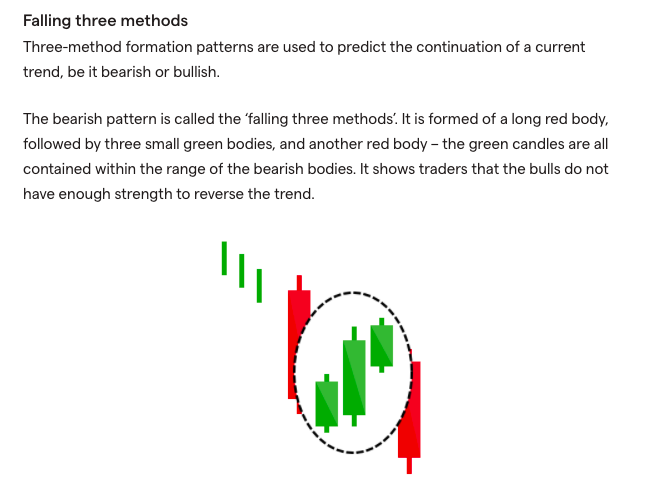 Falling three methods
Three-method formation patterns are used to predict the continuation of a current
trend, be it bearish or bullish.
The bearish pattern is called the ‘falling three methods’. It is formed of a long red body,
followed by three small green bodies, and another red body – the green candles are all
contained within the range of the bearish bodies. It shows traders that the bulls do not
have enough strength to reverse the trend.